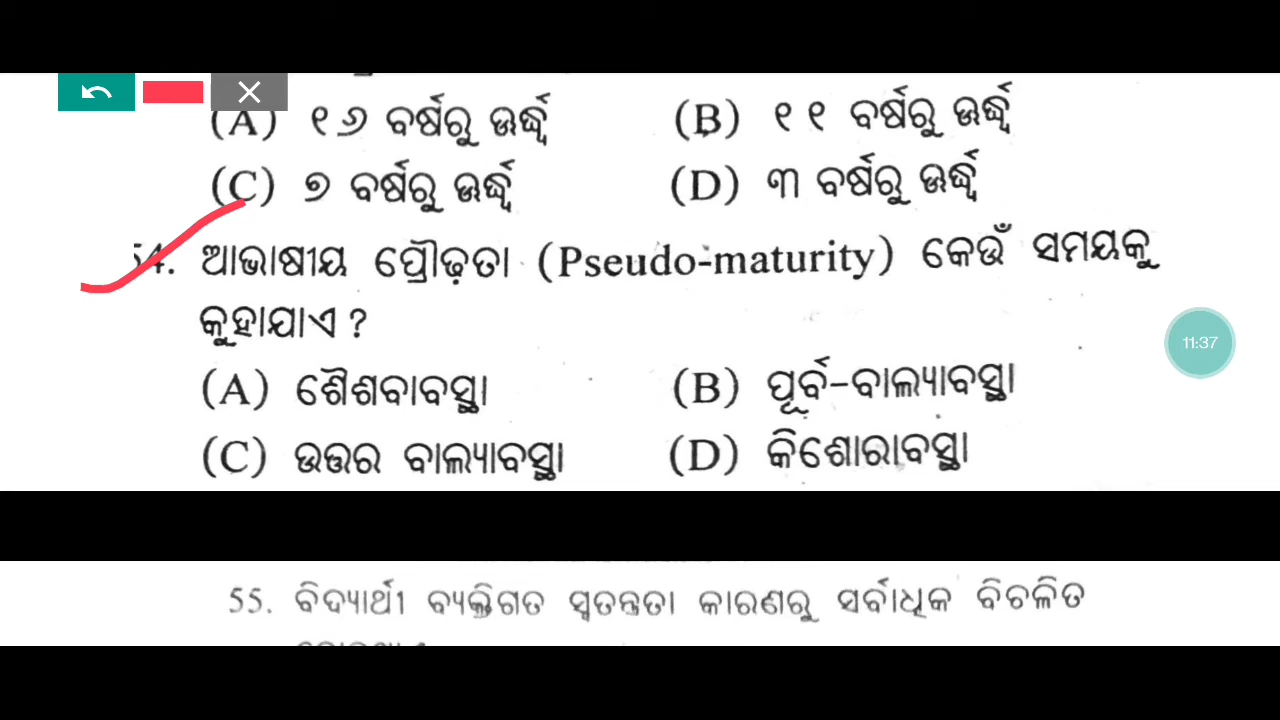 (A) ୧୬ ବର୍ଷରୁ ଊର୍ଦ୍ଧ୍ୱ (B) ୧୧ ବର୍ଷରୁ ଊର୍ଦ୍ଧ୍ୱ
(C) ୭ ବର୍ଷରୁ ଊର୍ଦ୍ଧ୍ୱ (D) ୩ ବର୍ଷରୁ ଊର୍ଦ୍ଧ୍ୱ
54. ଆଭାଷୀୟ ପ୍ରୌଢ଼ତା (Pseudo-maturity) କେଉଁ ସମୟକୁ
କୁହାଯାଏ ?
11:37
(A) ଶୈଶବାବସ୍ଥା (B) ପୂର୍ବ-ବାଲ୍ୟାବସ୍ଥା
(C) ଉତ୍ତର ବାଲ୍ୟାବସ୍ଥା (D) କିଶୋରାବସ୍ଥା
55. ବିଦ୍ୟାର୍ଥୀ ବ୍ୟକ୍ତିଗତ ସ୍ୱତନ୍ତ୍ରତା କାରଣରୁ ସର୍ବାଧିକ ବିଚଳିତ